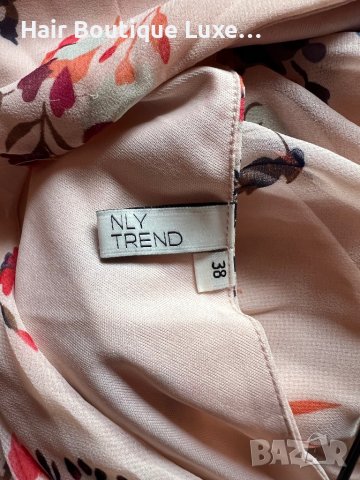 Hair Boutique Luxe...
NLY
TREND
38
BAZAR